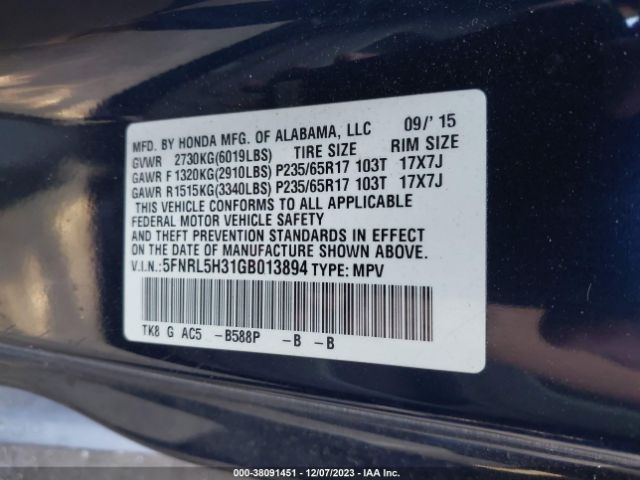 MFD. BY HONDA MFG. OF ALABAMA, LLC 09/' 15
GVWR 2730KG(6019LBS) TIRE SIZE RIM SIZE
GAWR F 1320KG(2910LBS) P235/65R17 103T 17X7J
GAWR R1515KG(3340LBS) P235/65R17 103T 17X7J
THIS VEHICLE CONFORMS TO ALL APPLICABLE
FEDERAL MOTOR VEHICLE SAFETY
AND THEFT PREVENTION STANDARDS IN EFFECT
ON THE DATE OF MANUFACTURE SHOWN ABOVE.
V.I.N.:5FNRL5H31GB013894 TYPE: MPV
TK8 G AC5 -B588P -B -B
000-38091451 - 12/07/2023 - IAA Inc.